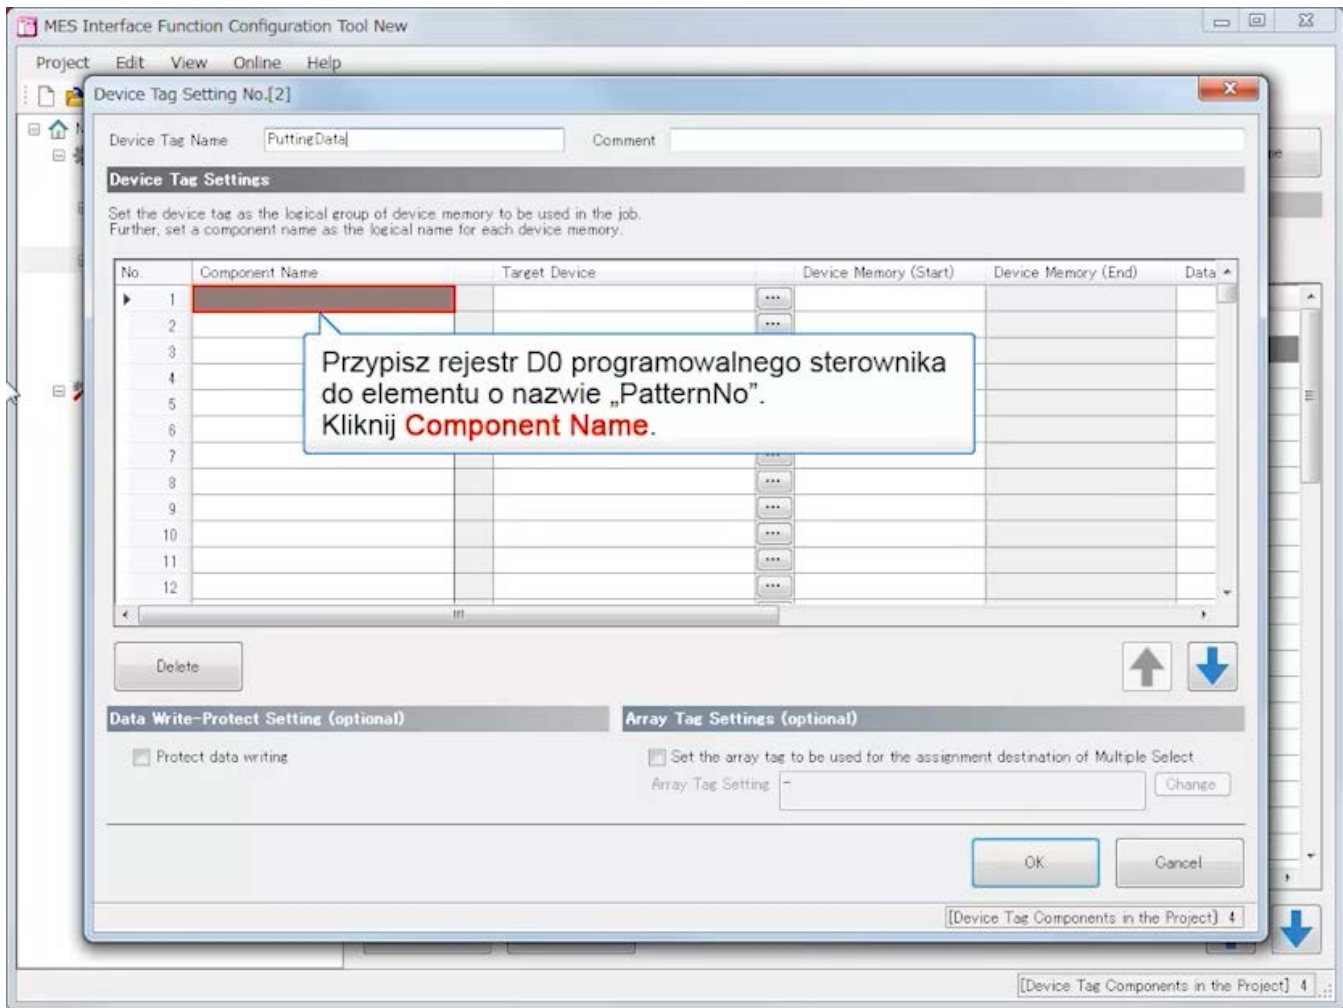 MES Interface Function Configuration Tool New
Project Edit View Online Help
Device Tag Setting No.[2]
Device Tag Name PuttingData Comment
Device Tag Settings
Set the device tag as the logical group of device memory to be used in the job.
Further, set a component name as the logical name for each device memory.
No. Component Name Target Device Device Memory (Start) Device Memory (End) Data
1
2
3
4
5
6
7
8
9
10
11
12
Przypisz rejestr D0 programowalnego sterownika
do elementu o nazwie „PatternNo”.
Kliknij Component Name.
Delete
Data Write-Protect Setting (optional) Array Tag Settings (optional)
Protect data writing Set the array tag to be used for the assignment destination of Multiple Select
Array Tag Setting - Change
OK Cancel
[Device Tag Components in the Project] 4
[Device Tag Components in the Project] 4